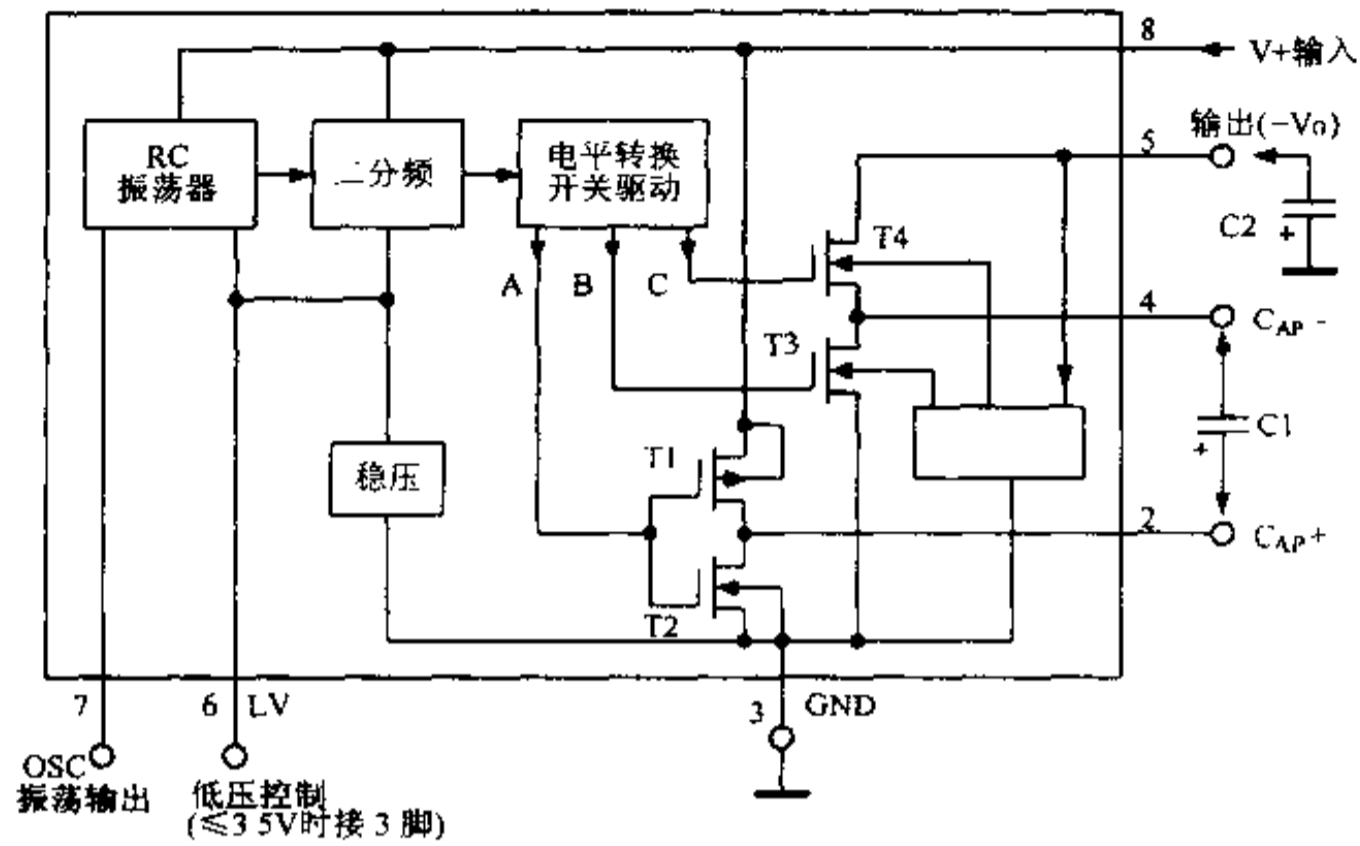 8
V+输入
输出(-Vo)
5
RC
振荡器
二分频
电平转换
开关驱动
T4
C2
+
A
B
C
4
CAP -
T3
C1
+
T1
稳压
2
CAP+
T2
7
6
LV
3
GND
OSC
振荡输出
低压控制
(≤3 5V时接 3 脚)